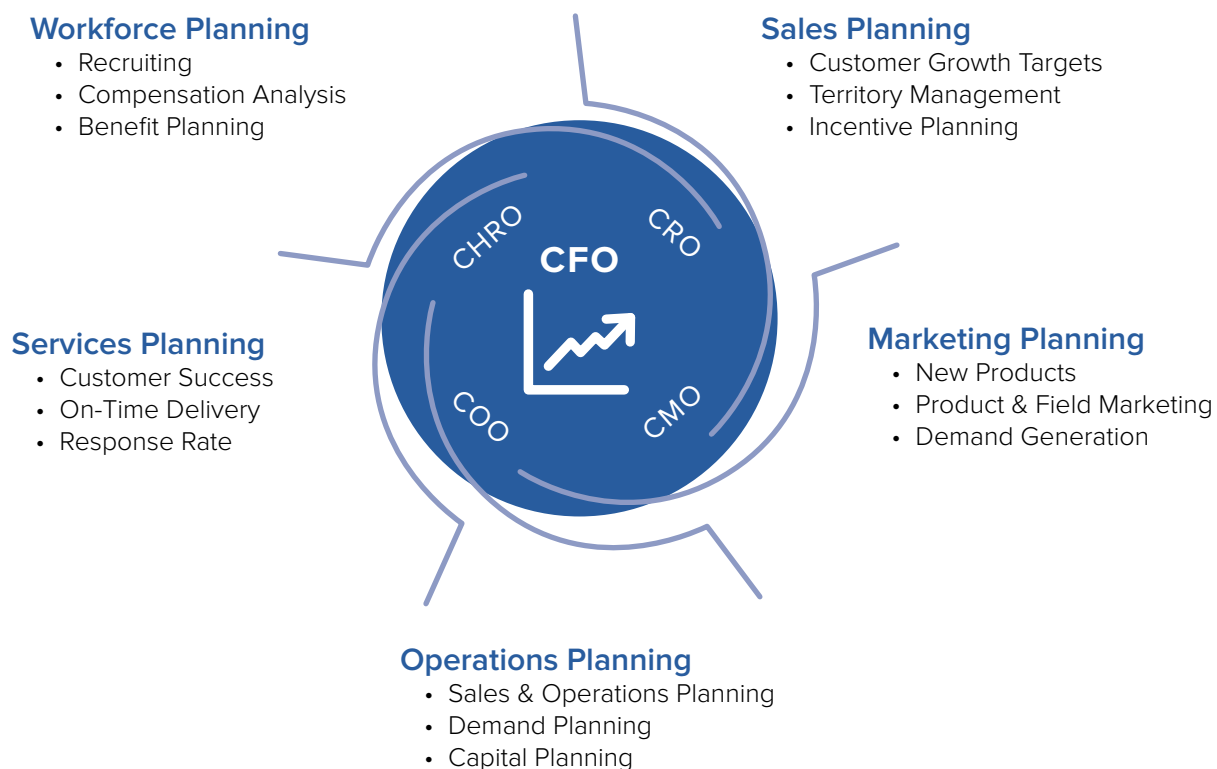 Workforce Planning
• Recruiting
• Compensation Analysis
• Benefit Planning
Sales Planning
• Customer Growth Targets
• Territory Management
• Incentive Planning
CHRO
CRO
CFO
COO
CMO
Services Planning
• Customer Success
• On-Time Delivery
• Response Rate
Marketing Planning
• New Products
• Product & Field Marketing
• Demand Generation
Operations Planning
• Sales & Operations Planning
• Demand Planning
• Capital Planning